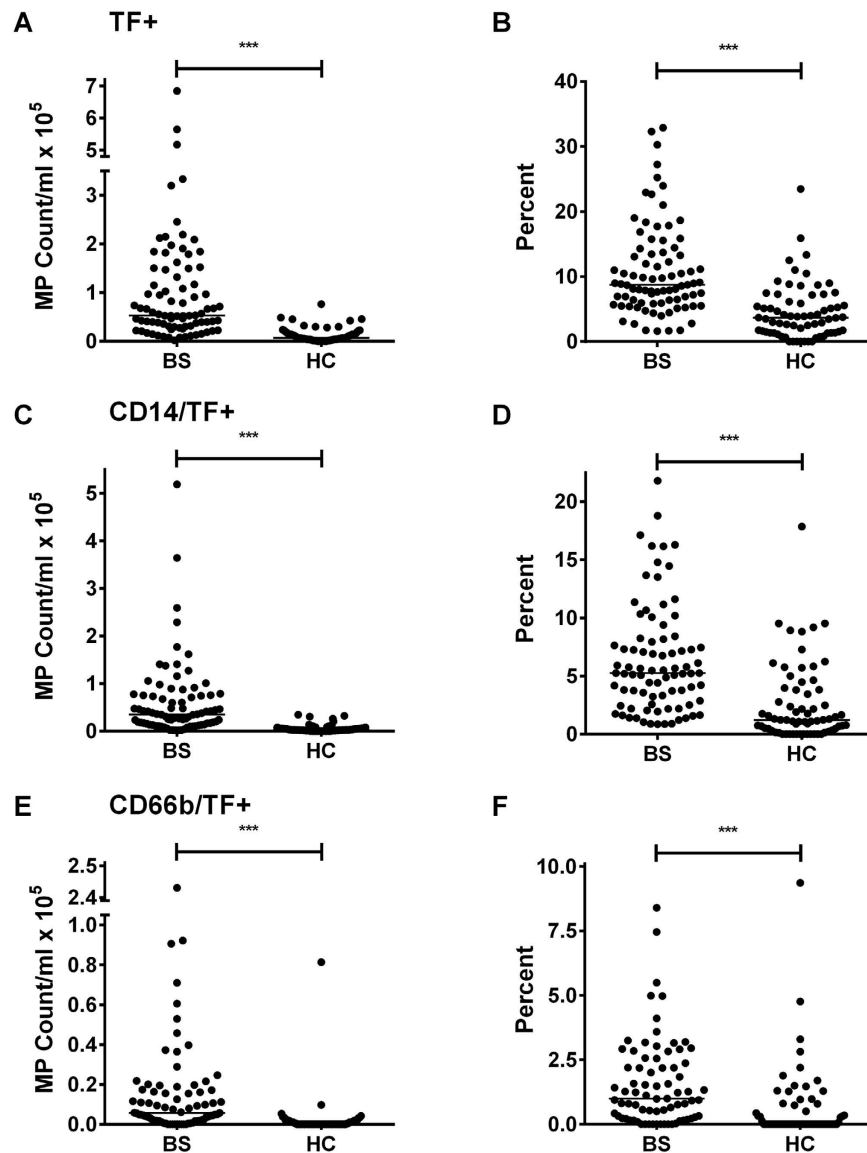 A TF+
***
MP Count/ml x 10⁵
7
6
5
3
2
1
0
BS HC
B
***
Percent
40
30
20
10
0
BS HC
C CD14/TF+
***
MP Count/ml x 10⁵
5
4
3
2
1
0
BS HC
D
***
Percent
20
15
10
5
0
BS HC
E CD66b/TF+
***
MP Count/ml x 10⁵
2.5
2.4
1.0
0.8
0.6
0.4
0.2
0.0
BS HC
F
***
Percent
10.0
7.5
5.0
2.5
0.0
BS HC